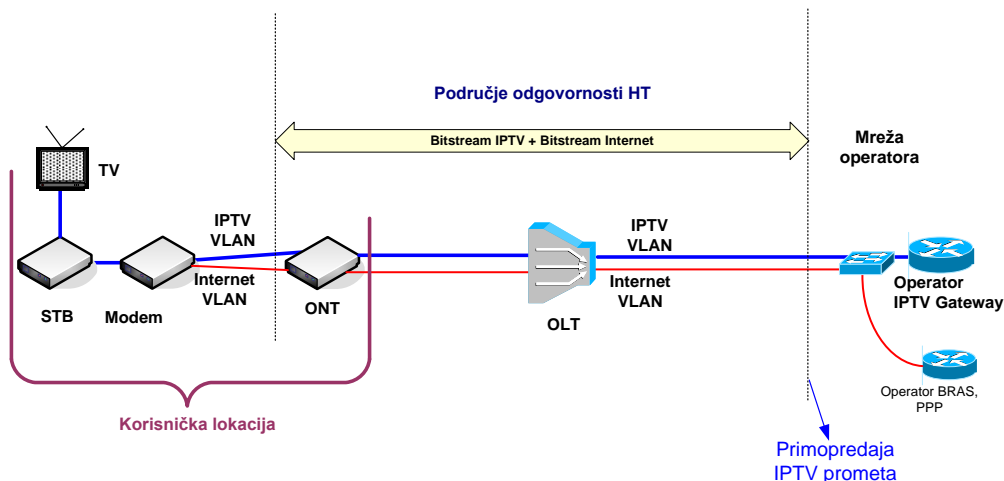 Područje odgovornosti HT
Bitstream IPTV + Bitstream Internet
Mreža
operatora
TV
IPTV
VLAN
IPTV
VLAN
Internet
VLAN
Internet
VLAN
STB
Modem
ONT
OLT
Operator
IPTV Gateway
Operator BRAS,
PPP
Korisnička lokacija
Primopredaja
IPTV prometa